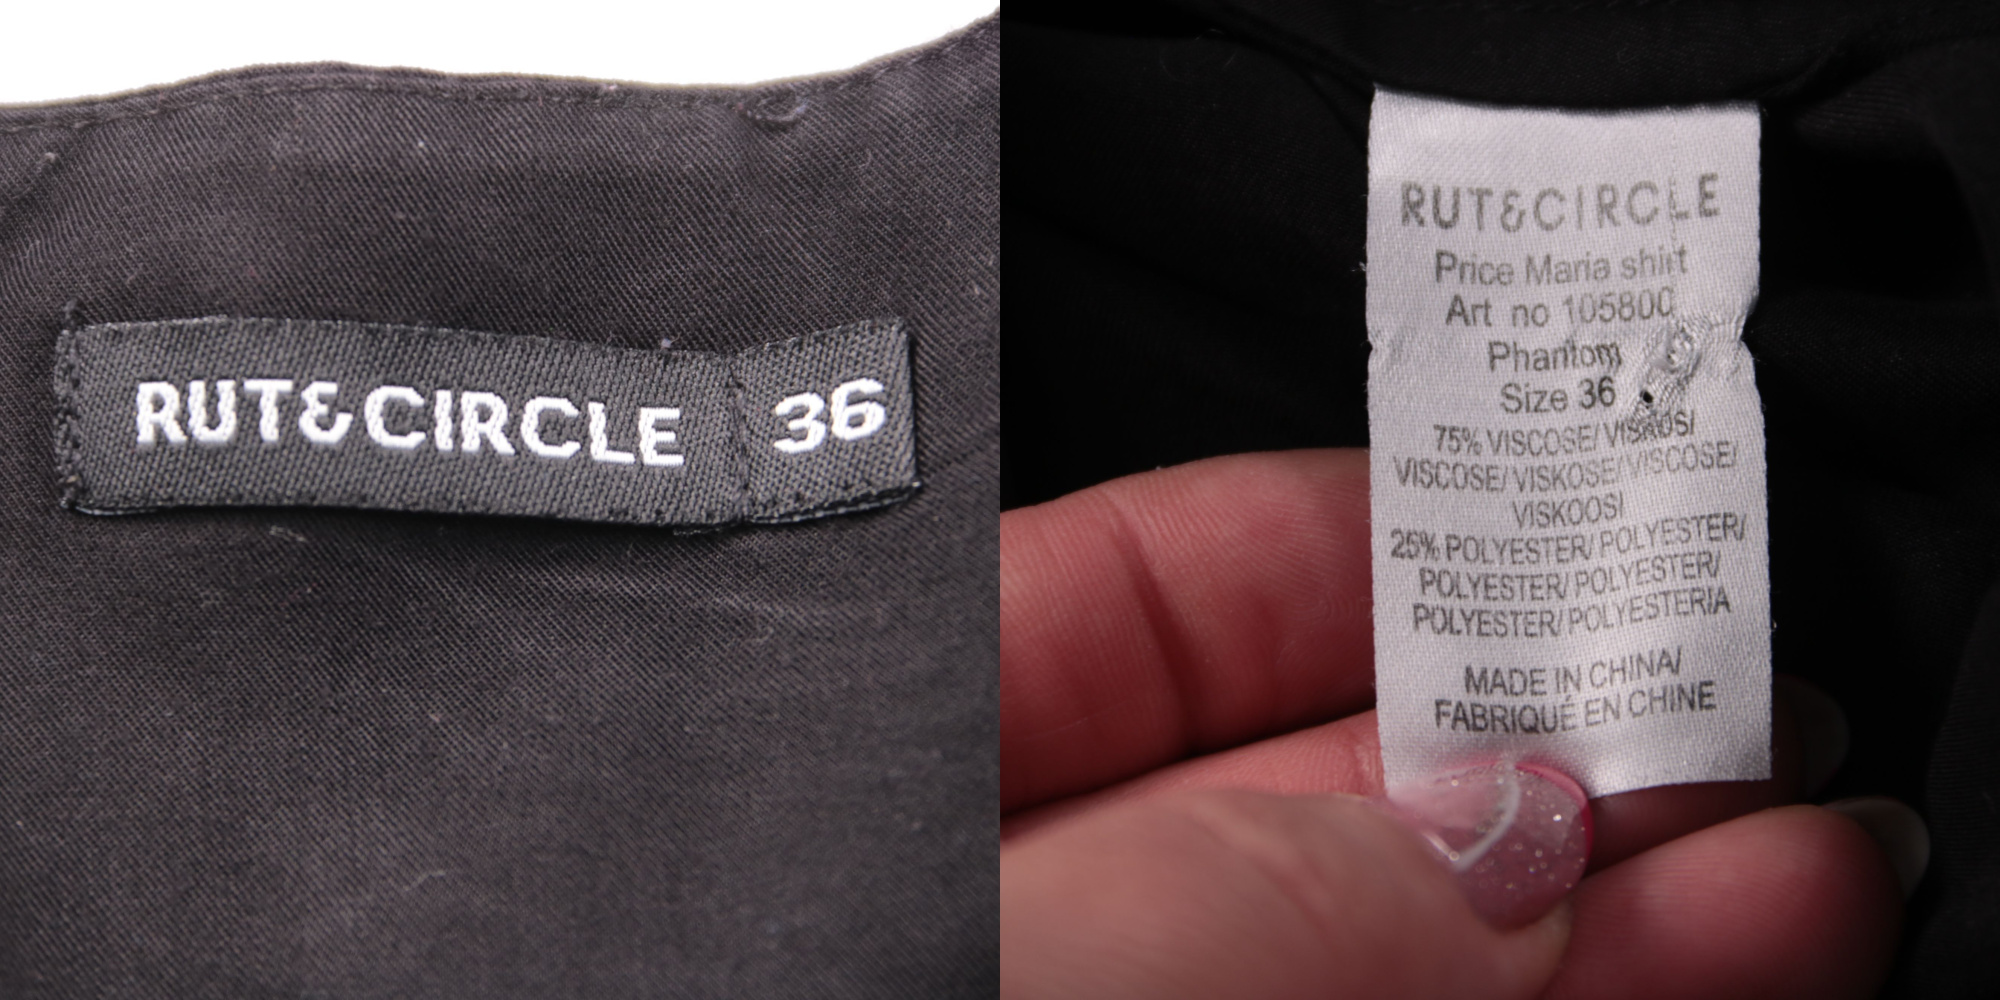 RUT&CIRCLE 36
RUT&CIRCLE
Price Maria shirt
Art no 105800
Phantom
Size 36
75% VISCOSE/ VISKOS/
VISCOSE/ VISKOSE/ VISCOSE/
VISKOOSI
25% POLYESTER/ POLYESTER/
POLYESTER/ POLYESTER/
POLYESTER/ POLYESTERIA
MADE IN CHINA/
FABRIQUÉ EN CHINE